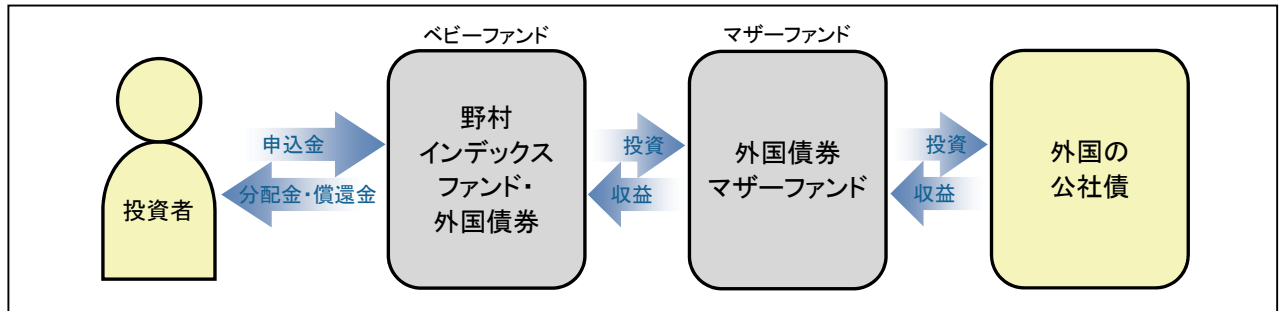 ベビーファンド
マザーファンド
投資者
申込金
分配金・償還金
野村
インデックス
ファンド・
外国債券
投資
収益
外国債券
マザーファンド
投資
収益
外国の
公社債